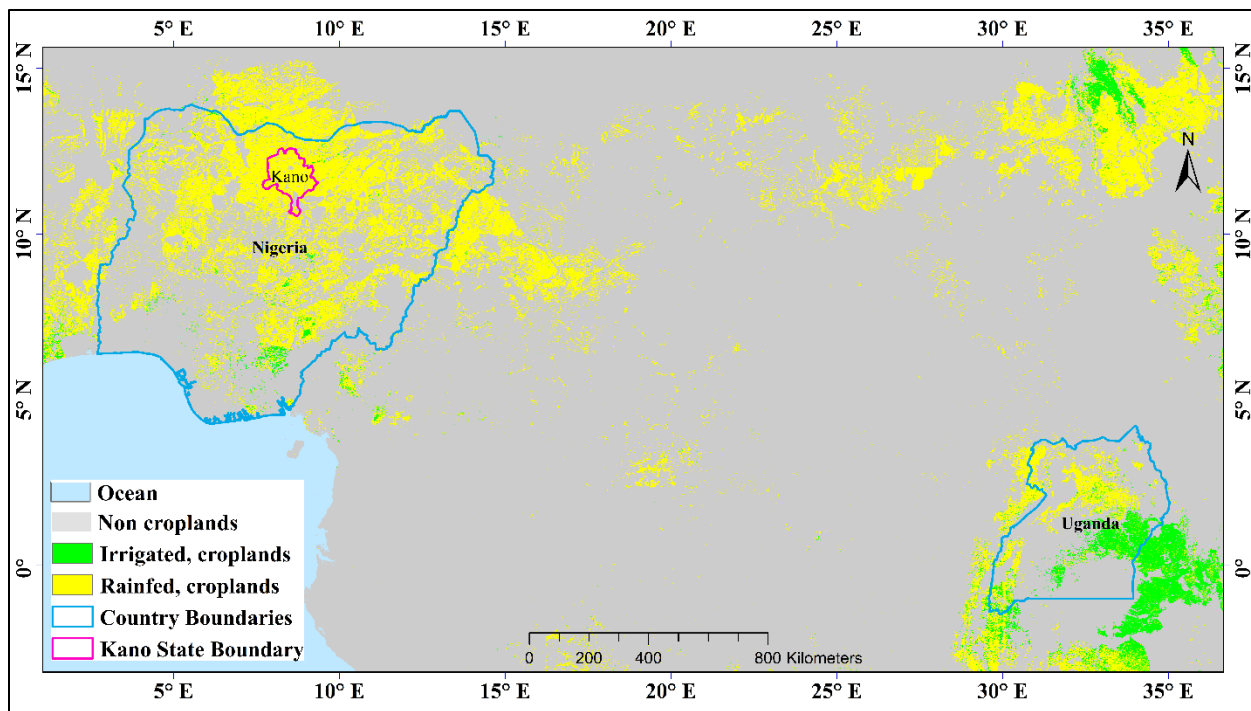 5° E 10° E 15° E 20° E 25° E 30° E 35° E
15° N 15° N
N
Kano
10° N 10° N
Nigeria
5° N 5° N
Ocean
Non croplands
Uganda
Irrigated, croplands
0° 0°
Rainfed, croplands
Country Boundaries
Kano State Boundary
0 200 400 800 Kilometers
5° E 10° E 15° E 20° E 25° E 30° E 35° E